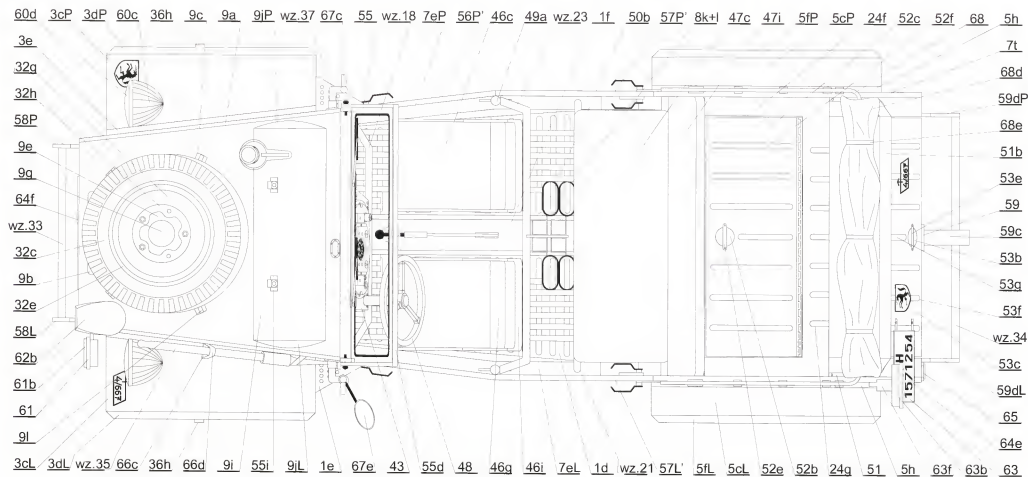 60d 3cP 3dP 60c 36h 9c 9a 9jP wz.37 67c 55 wz.18 7eP 56P' 46c 49a wz.23 1f 50b 57P' 8k+l 47c 47i 5fP 5cP 24f 52c 52f 68 5h
3e
32g
32h
58P
9e
9g
64f
wz.33
32c
9b
32e
58L
62b
61b
61
9l
7t
68d
59dP
68e
51b
53e
59
59c
53b
53g
53f
wz.34
53c
59dL
65
64e
H
1571254
3cL 3dL wz.35 66c 36h 66d 9i 55i 9jL 1e 67e 43 55d 48 46g 46i 7eL 1d wz.21 57L' 5fL 5cL 52e 52b 24g 51 5h 63f 63b 63